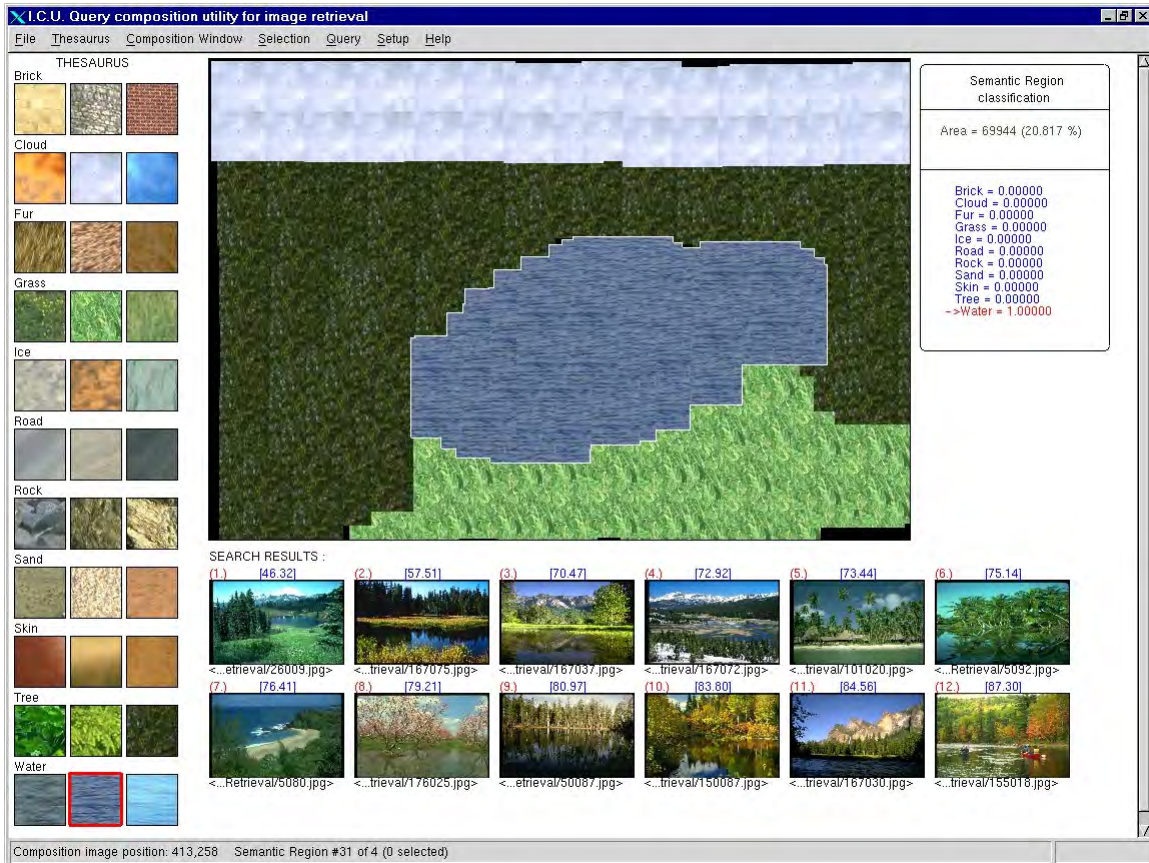 I.C.U. Query composition utility for image retrieval
File Thesaurus Composition Window Selection Query Setup Help
THESAURUS
Brick
Cloud
Fur
Grass
Ice
Road
Rock
Sand
Skin
Tree
Water
Semantic Region
classification
Area = 69944 (20.817 %)
Brick = 0.00000
Cloud = 0.00000
Fur = 0.00000
Grass = 0.00000
Ice = 0.00000
Road = 0.00000
Rock = 0.00000
Sand = 0.00000
Skin = 0.00000
Tree = 0.00000
->Water = 1.00000
SEARCH RESULTS :
(1.) [46.32] (2.) [57.51] (3.) [70.47] (4.) [72.92] (5.) [73.44] (6.) [75.14]
<...etrieval/26009.jpg> <...trieval/167075.jpg> <...trieval/167037.jpg> <...trieval/167072.jpg> <...trieval/101020.jpg> <...Retrieval/5092.jpg>
(7.) [76.41] (8.) [79.21] (9.) [80.97] (10.) [83.80] (11.) [84.56] (12.) [87.30]
<...Retrieval/5080.jpg> <...trieval/176025.jpg> <...etrieval/50087.jpg> <...trieval/150087.jpg> <...trieval/167030.jpg> <...trieval/155018.jpg>
Composition image position: 413,258 Semantic Region #31 of 4 (0 selected)